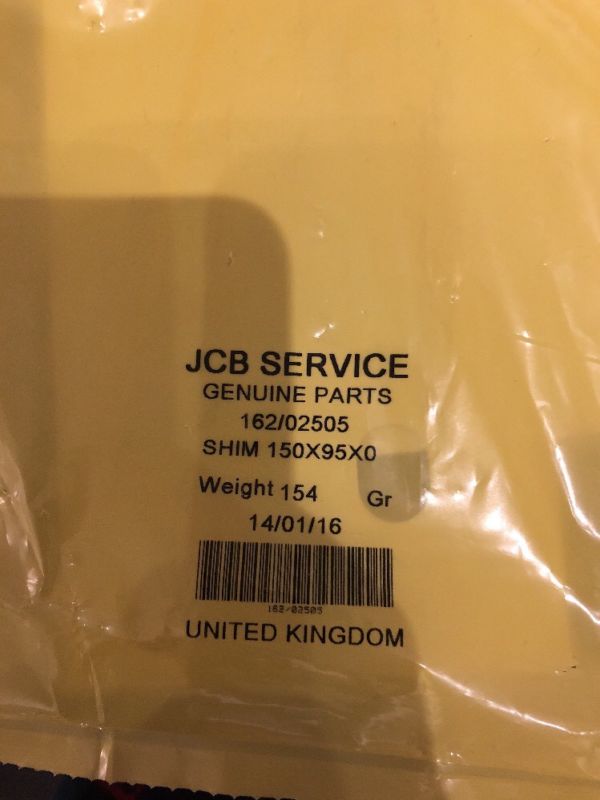 JCB SERVICE
GENUINE PARTS
162/02505
SHIM 150X95X0
Weight 154 Gr
14/01/16
162/02505
UNITED KINGDOM